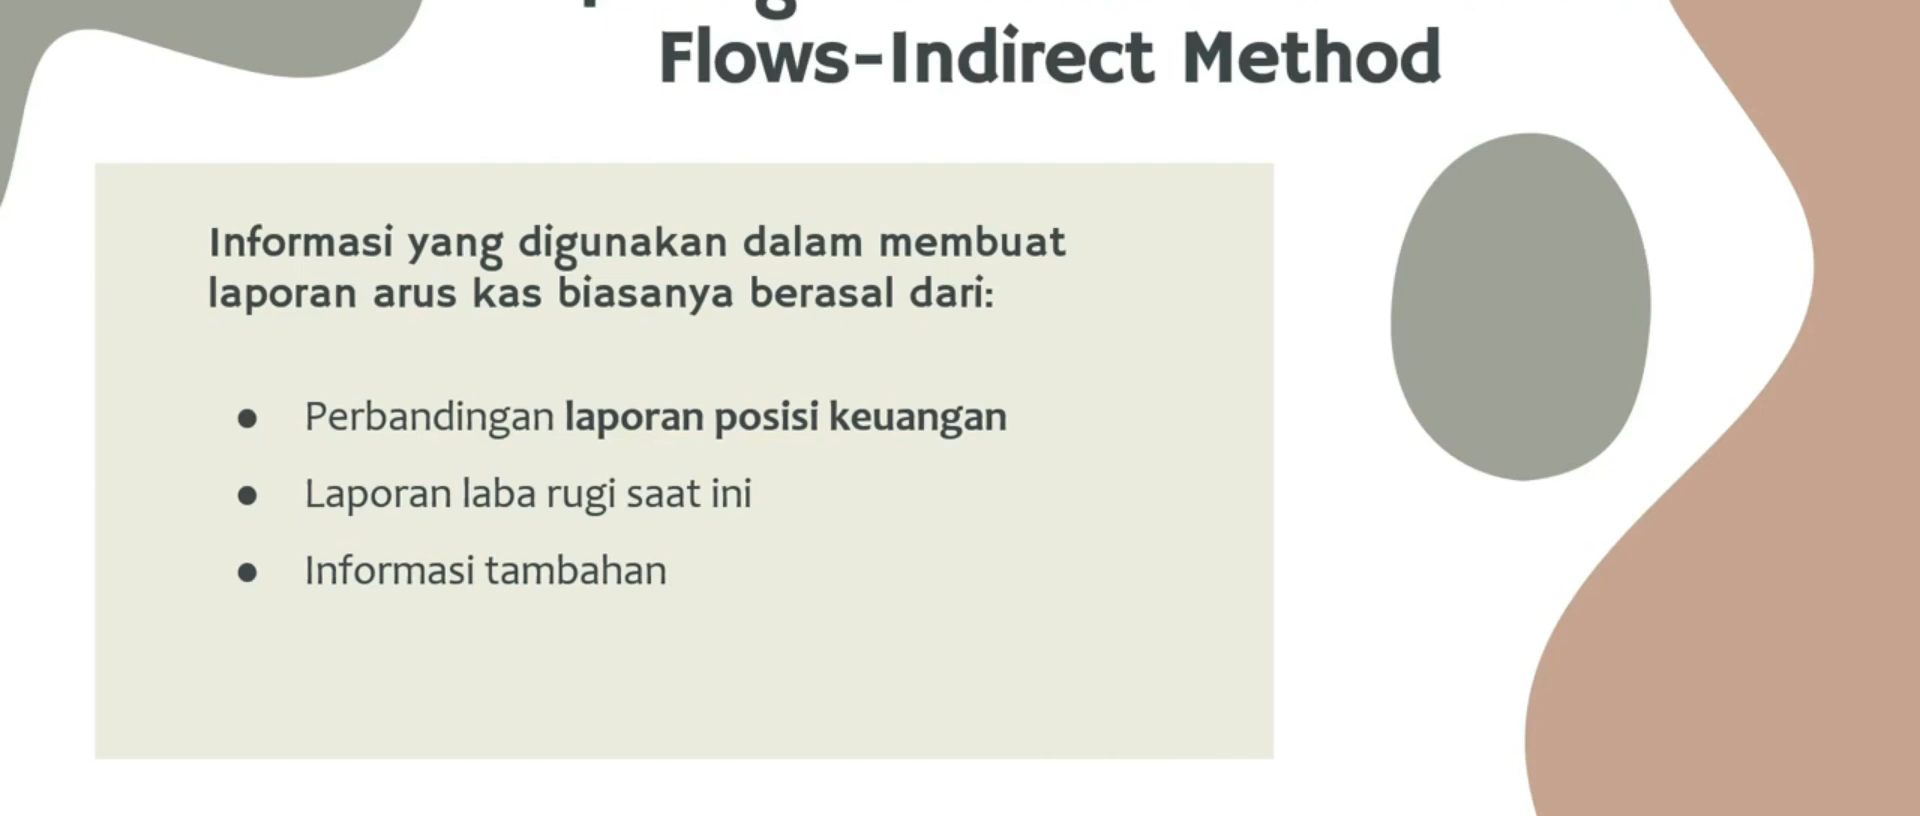 Flows-Indirect Method
Informasi yang digunakan dalam membuat
laporan arus kas biasanya berasal dari:
● Perbandingan laporan posisi keuangan
● Laporan laba rugi saat ini
● Informasi tambahan